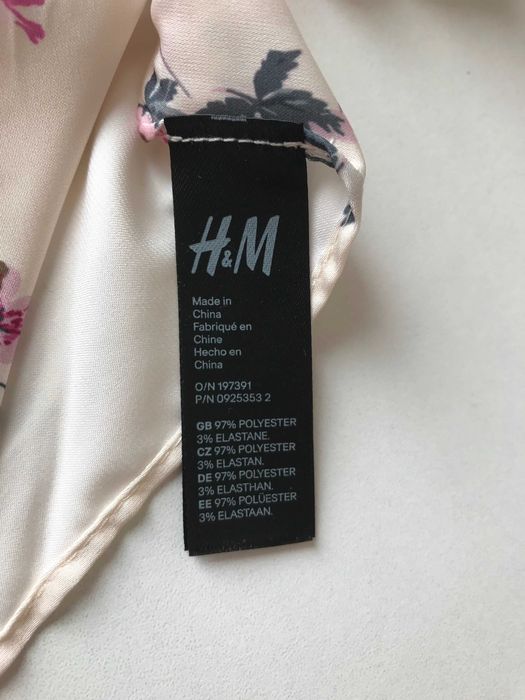 H&M
Made in
China
Fabriqué en
Chine
Hecho en
China
O/N 197391
P/N 0925353 2
GB 97% POLYESTER
3% ELASTANE.
CZ 97% POLYESTER
3% ELASTAN.
DE 97% POLYESTER
3% ELASTHAN.
EE 97% POLÜESTER
3% ELASTAAN.